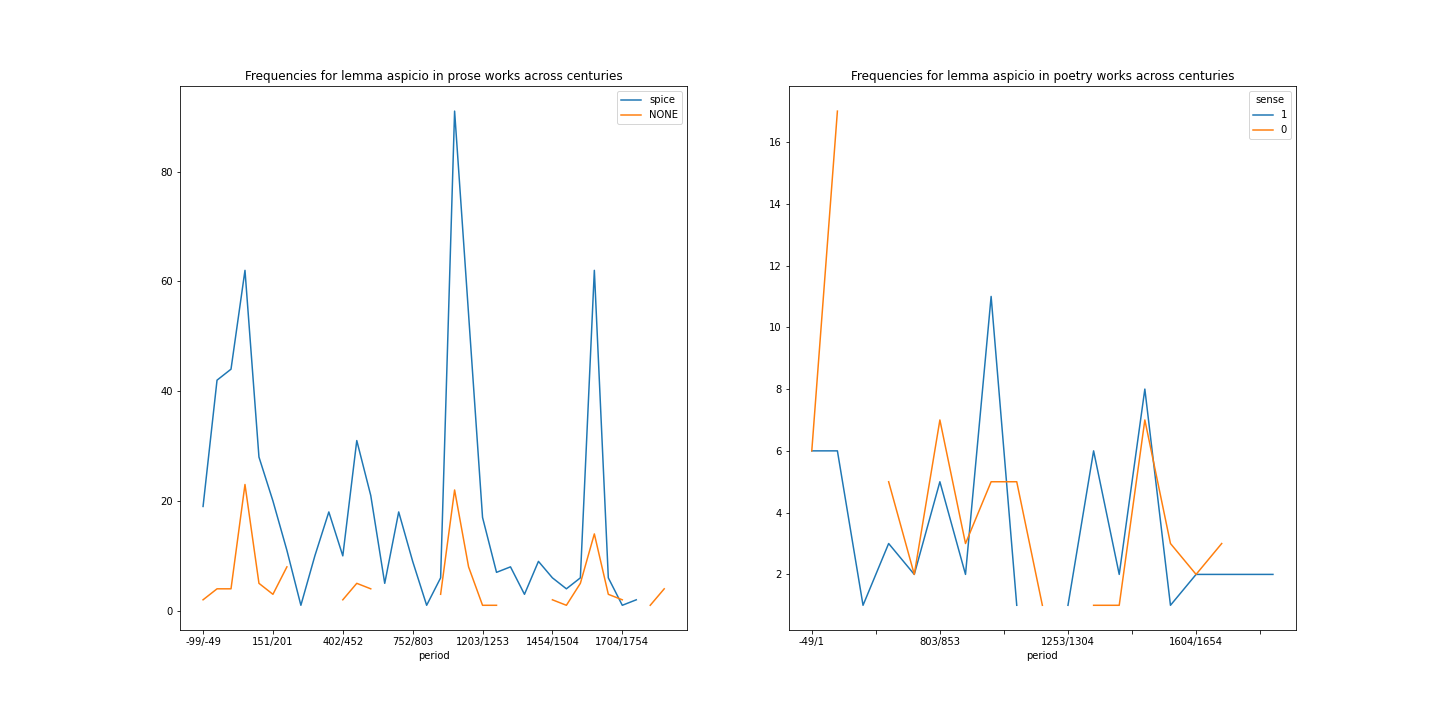 Frequencies for lemma aspicio in prose works across centuries
spice
NONE
80
60
40
20
0
-99/-49 151/201 402/452 752/803 1203/1253 1454/1504 1704/1754
period
Frequencies for lemma aspicio in poetry works across centuries
sense
1
0
16
14
12
10
8
6
4
2
-49/1 803/853 1253/1304 1604/1654
period